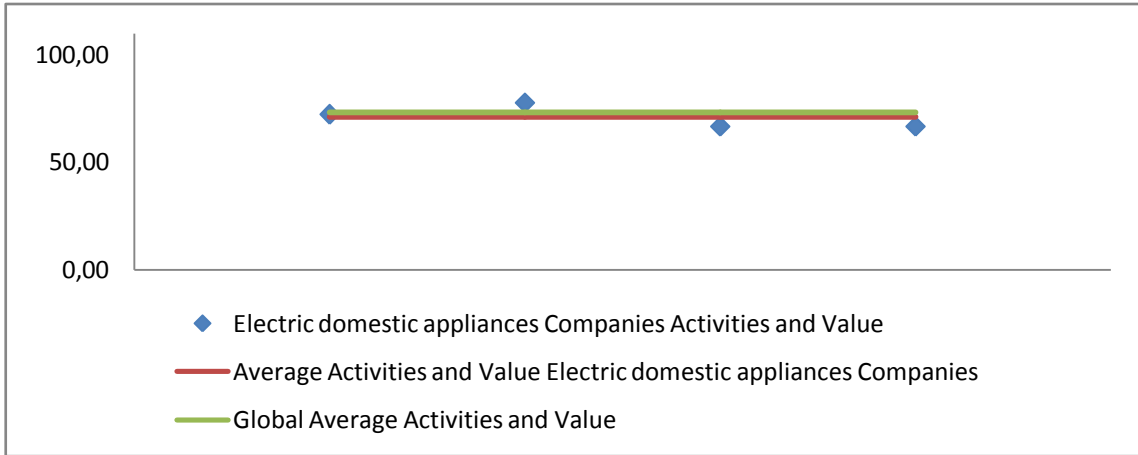 100,00
50,00
0,00
Electric domestic appliances Companies Activities and Value
Average Activities and Value Electric domestic appliances Companies
Global Average Activities and Value